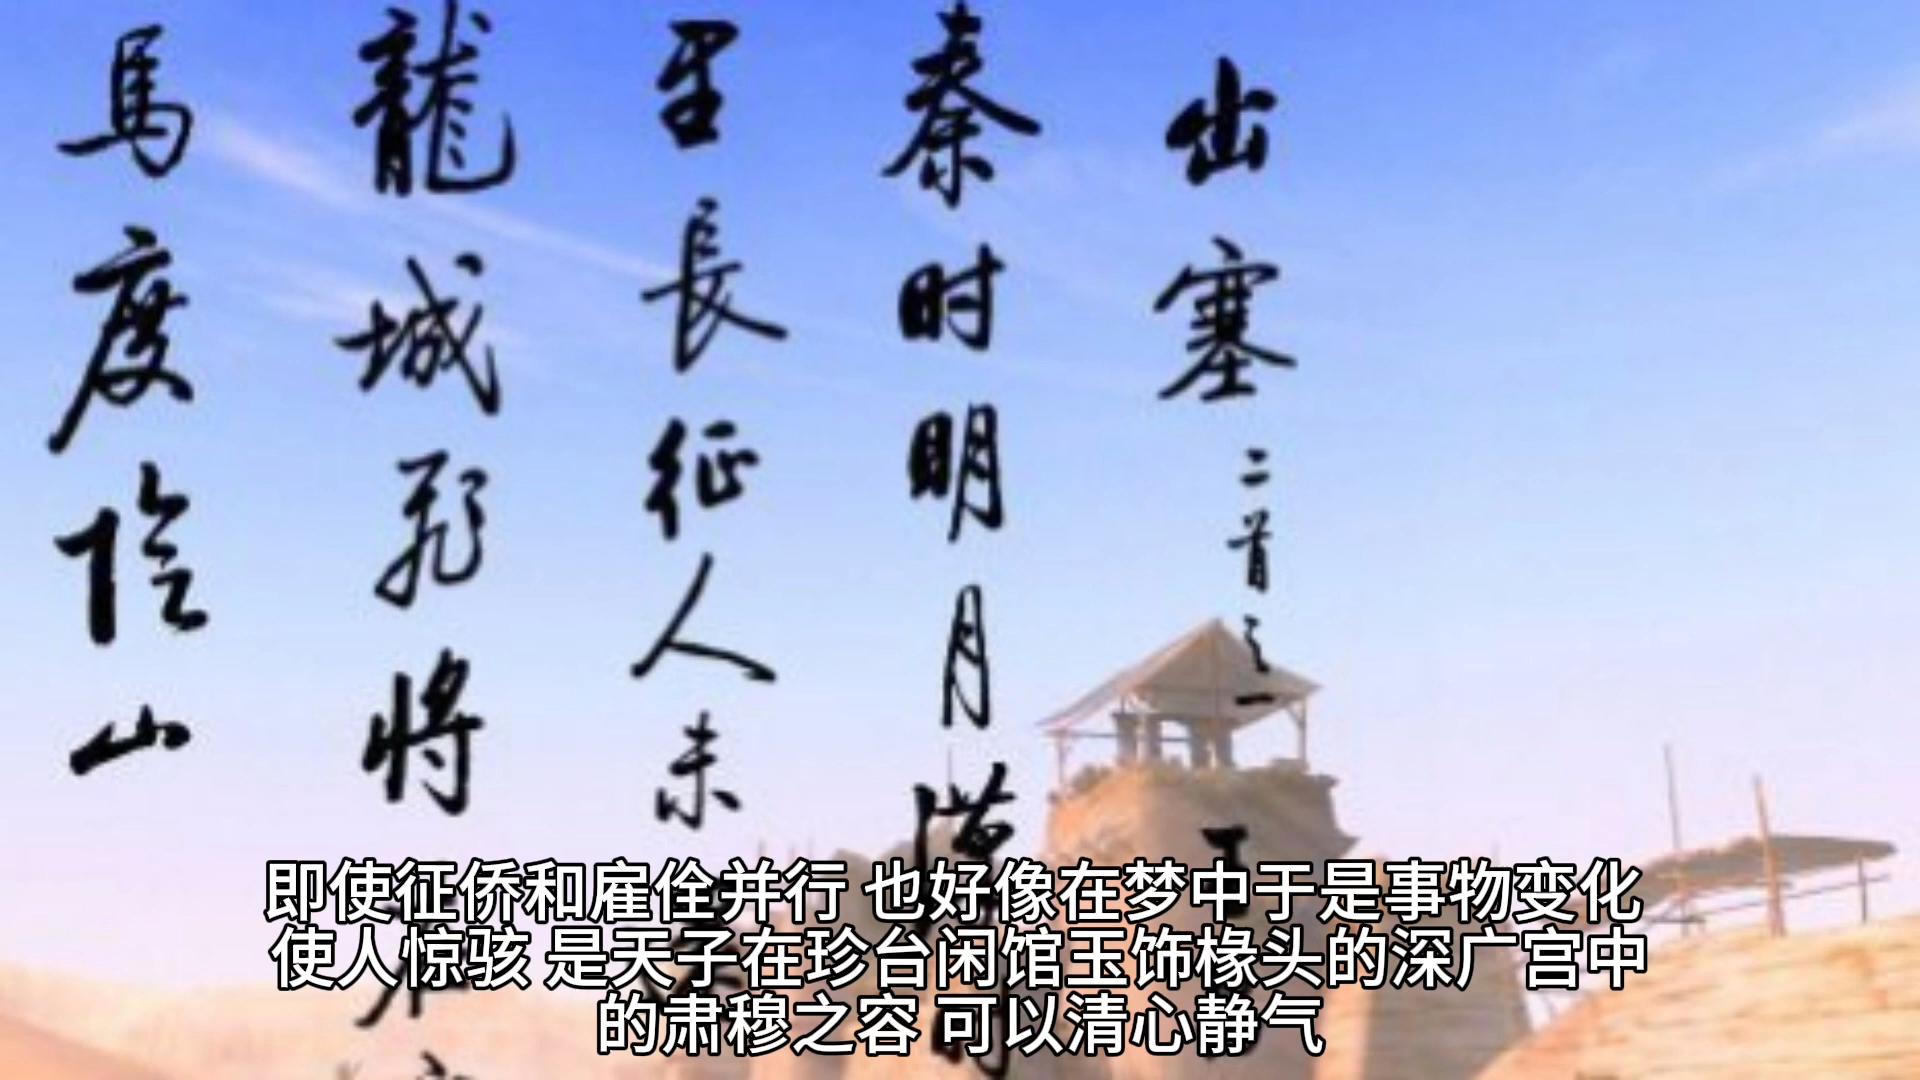 出塞
二首之一
秦时明月
里長征人未
龍城飛將
馬度陰山
即使征侨和雇佺并行 也好像在梦中于是事物变化
使人惊骇 是天子在珍台闲馆玉饰椽头的深广宫中
的肃穆之容 可以清心静气